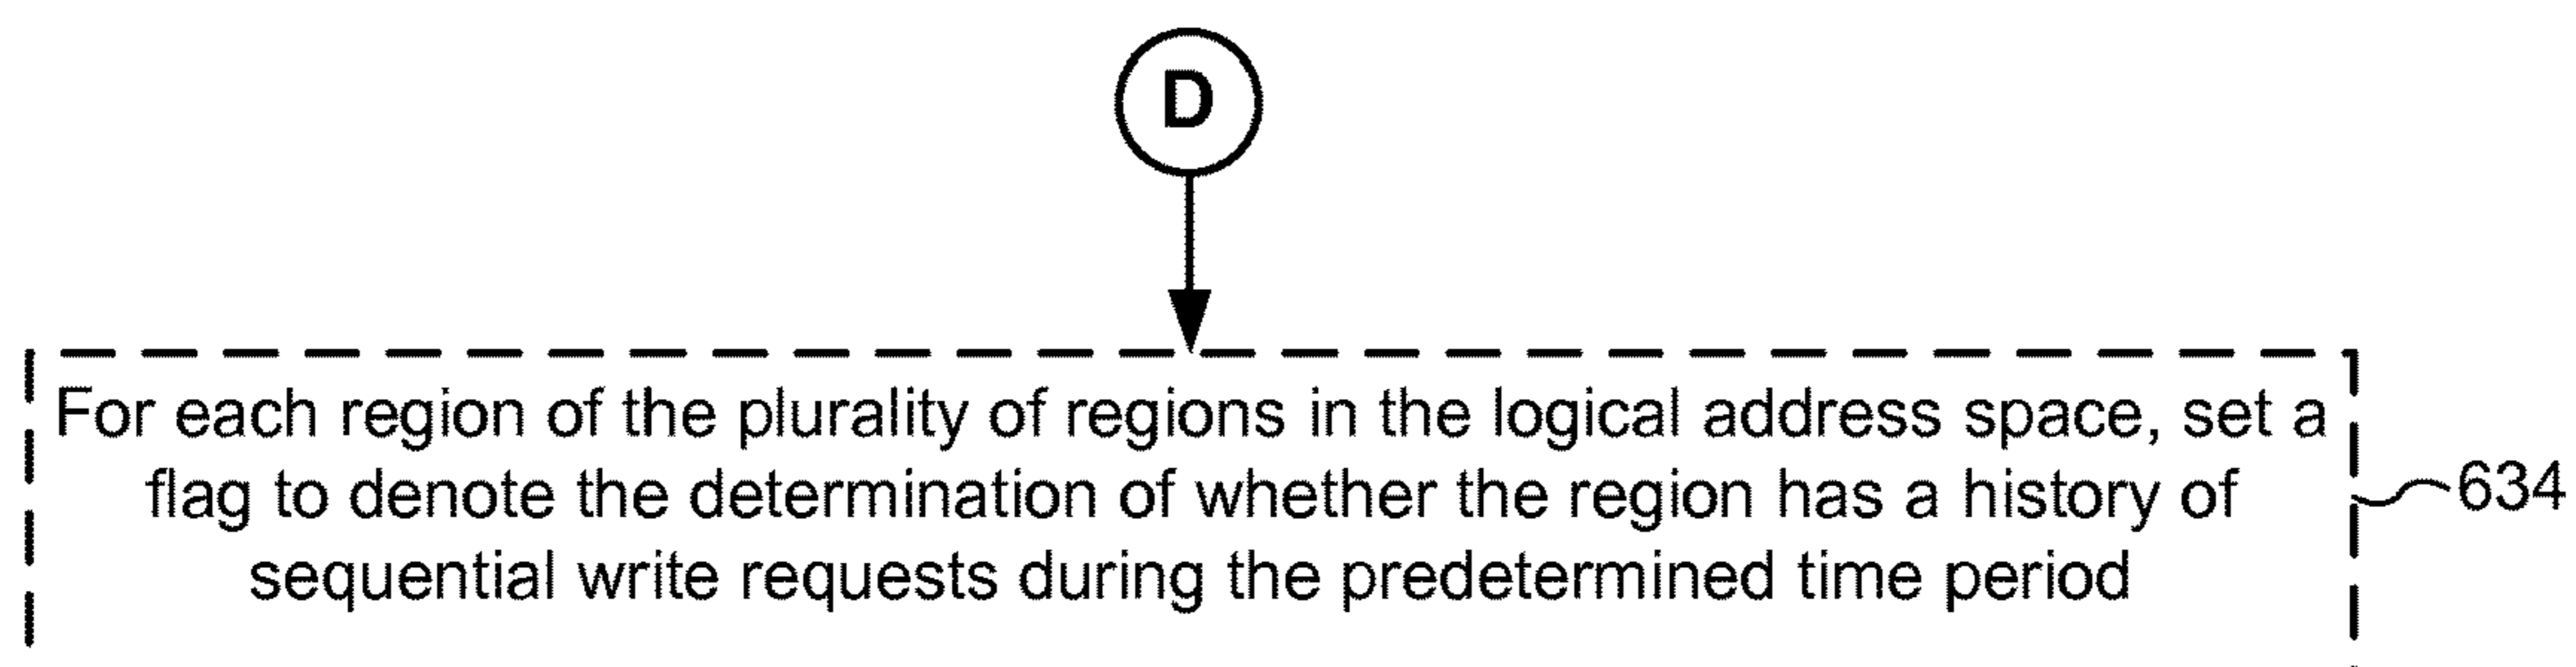 D
For each region of the plurality of regions in the logical address space, set a
flag to denote the determination of whether the region has a history of
sequential write requests during the predetermined time period
634